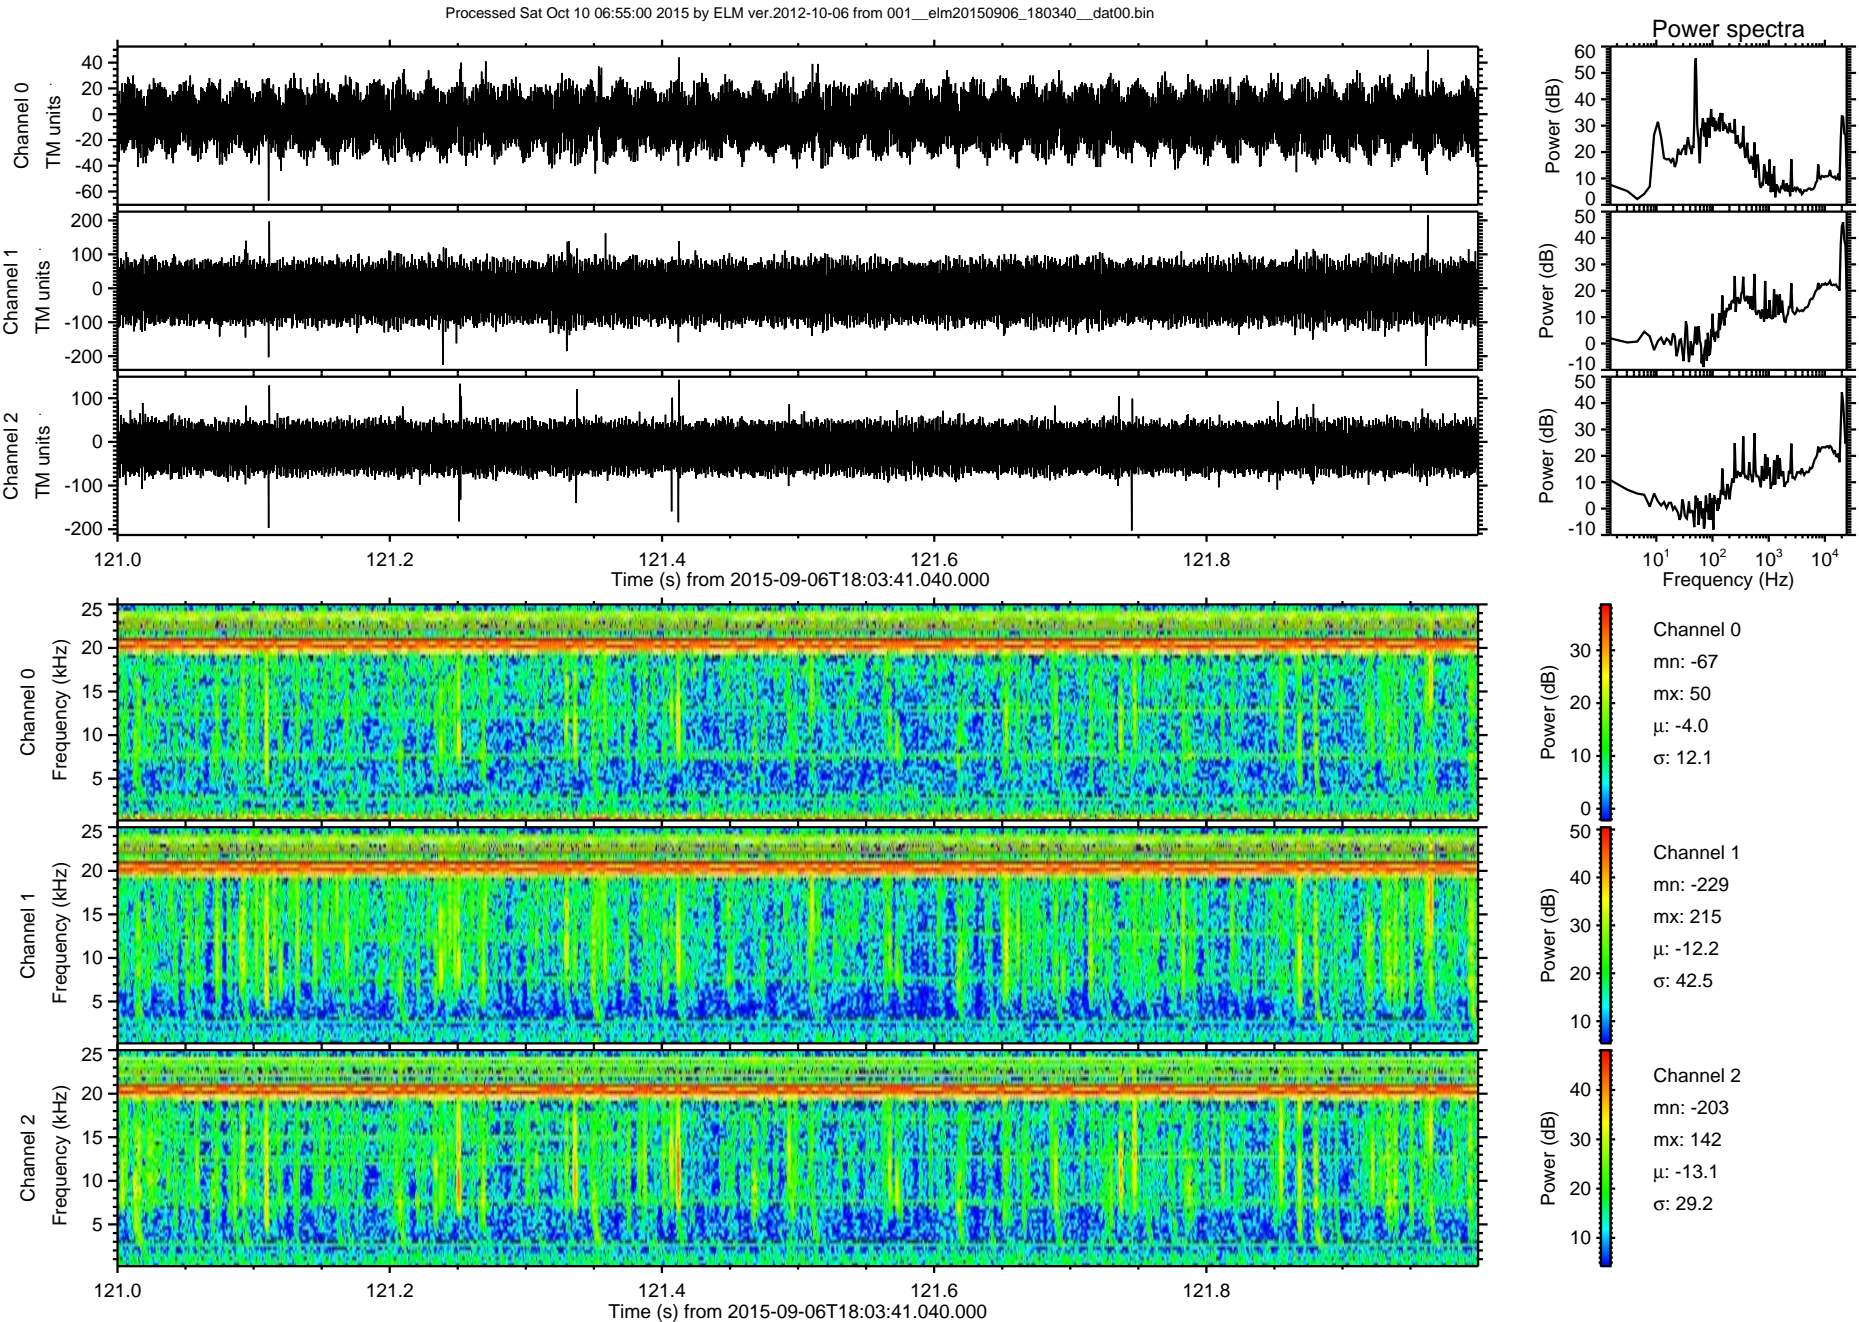 Processed Sat Oct 10 06:55:00 2015 by ELM ver.2012-10-06 from 001__elm20150906_180340__dat00.bin
Power spectra
Channel 0
TM units
40
20
0
-20
-40
-60
Power (dB)
60
50
40
30
20
10
0
Channel 1
TM units
200
100
0
-100
-200
Power (dB)
50
40
30
20
10
0
-10
Channel 2
TM units
100
0
-100
-200
Power (dB)
50
40
30
20
10
0
-10
121.0 121.2 121.4 121.6 121.8
Time (s) from 2015-09-06T18:03:41.040.000
10¹ 10² 10³ 10⁴
Frequency (Hz)
Channel 0
Frequency (kHz)
25
20
15
10
5
Power (dB)
30
20
10
0
Channel 0
mn: -67
mx: 50
μ: -4.0
σ: 12.1
Channel 1
Frequency (kHz)
25
20
15
10
5
Power (dB)
50
40
30
20
10
Channel 1
mn: -229
mx: 215
μ: -12.2
σ: 42.5
Channel 2
Frequency (kHz)
25
20
15
10
5
Power (dB)
40
30
20
10
Channel 2
mn: -203
mx: 142
μ: -13.1
σ: 29.2
121.0 121.2 121.4 121.6 121.8
Time (s) from 2015-09-06T18:03:41.040.000